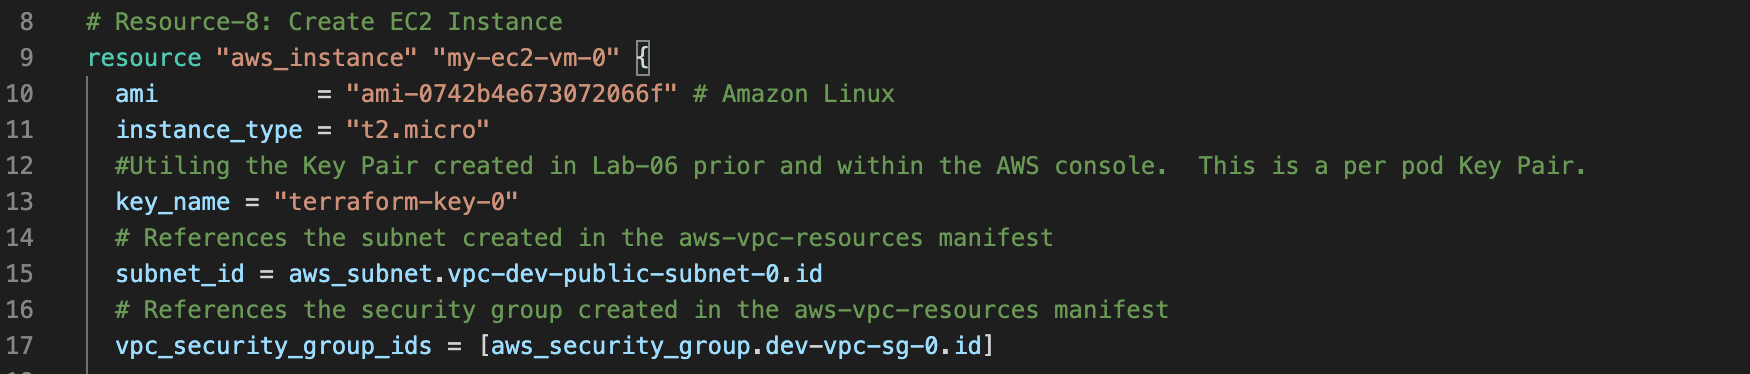 8 # Resource-8: Create EC2 Instance
9 resource "aws_instance" "my-ec2-vm-0" {
10 ami = "ami-0742b4e673072066f" # Amazon Linux
11 instance_type = "t2.micro"
12 #Utiling the Key Pair created in Lab-06 prior and within the AWS console.  This is a per pod Key Pair.
13 key_name = "terraform-key-0"
14 # References the subnet created in the aws-vpc-resources manifest
15 subnet_id = aws_subnet.vpc-dev-public-subnet-0.id
16 # References the security group created in the aws-vpc-resources manifest
17 vpc_security_group_ids = [aws_security_group.dev-vpc-sg-0.id]